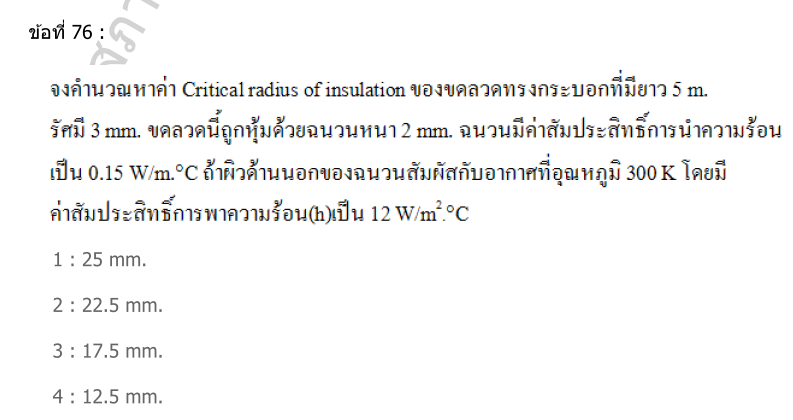 สภา
ข้อที่ 76 :
จงคำนวณหาค่า Critical radius of insulation ของขดลวดทรงกระบอกที่มียาว 5 m.
รัศมี 3 mm. ขดลวดนี้ถูกหุ้มด้วยฉนวนหนา 2 mm. ฉนวนมีค่าสัมประสิทธิ์การนำความร้อน
เป็น 0.15 W/m.°C ถ้าผิวด้านนอกของฉนวนสัมผัสกับอากาศที่อุณหภูมิ 300 K โดยมี
ค่าสัมประสิทธิ์การพาความร้อน(h)เป็น 12 W/m².°C
1 : 25 mm.
2 : 22.5 mm.
3 : 17.5 mm.
4 : 12.5 mm.